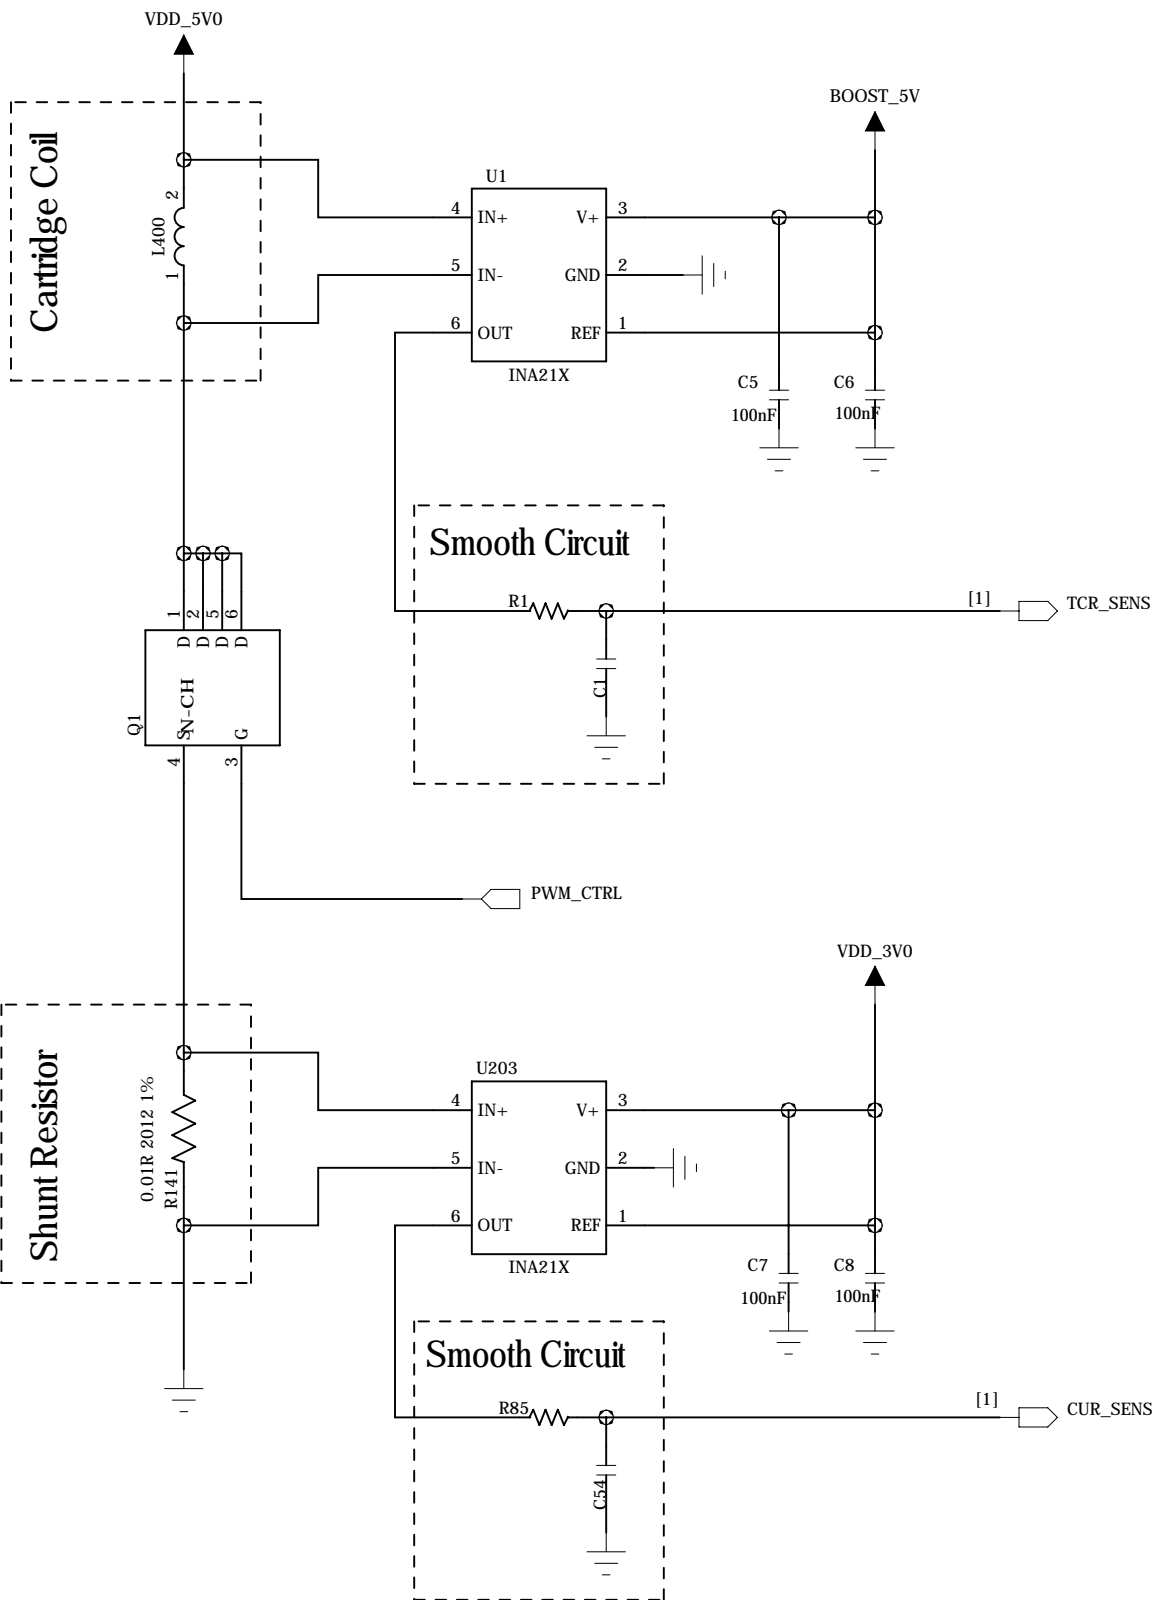 VDD_5V0
Cartridge Coil
2
L400
1
BOOST_5V
U1
4
IN+
V+
3
5
IN-
GND
2
6
OUT
REF
1
INA21X
C5
100nF
C6
100nF
Smooth Circuit
R1
C1
[1]
TCR_SENS
1
2
5
6
D
D
D
D
N-CH
Q1
S
G
4
3
PWM_CTRL
VDD_3V0
Shunt Resistor
0.01R 2012 1%
R141
U203
4
IN+
V+
3
5
IN-
GND
2
6
OUT
REF
1
INA21X
C7
100nF
C8
100nF
Smooth Circuit
R85
C54
[1]
CUR_SENS